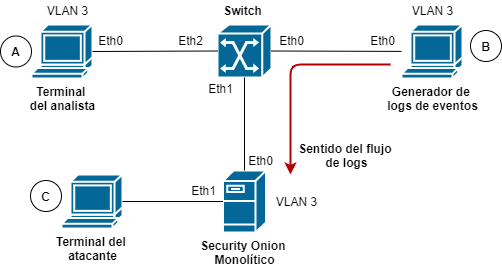 VLAN 3
Switch
VLAN 3
A
Eth0
Eth2
Eth0
Eth0
B
Terminal
del analista
Eth1
Generador de
logs de eventos
Sentido del flujo
de logs
Eth0
C
Eth1
VLAN 3
Terminal del
atacante
Security Onion
Monolítico